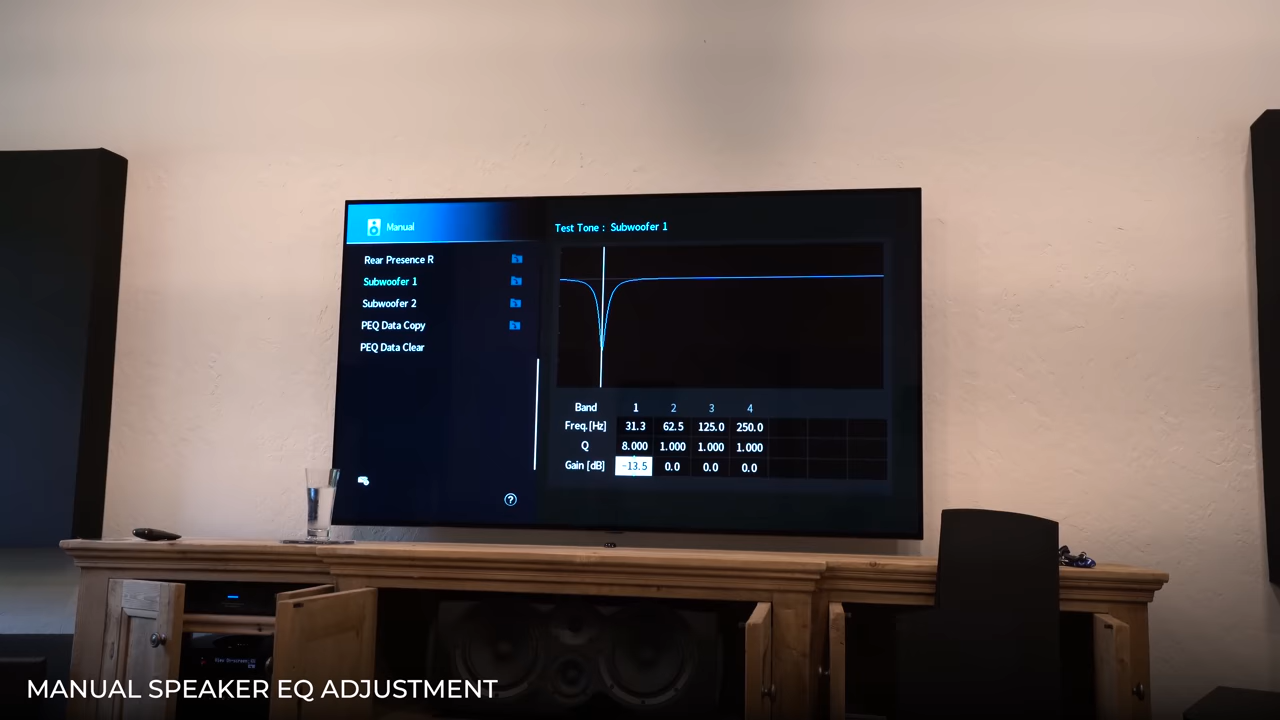 Manual
Rear Presence R
Subwoofer 1
Subwoofer 2
PEQ Data Copy
PEQ Data Clear
?
Test Tone : Subwoofer 1
Band 1 2 3 4
Freq.[Hz] 31.3 62.5 125.0 250.0
Q 8.000 1.000 1.000 1.000
Gain [dB] -13.5 0.0 0.0 0.0
MANUAL SPEAKER EQ ADJUSTMENT